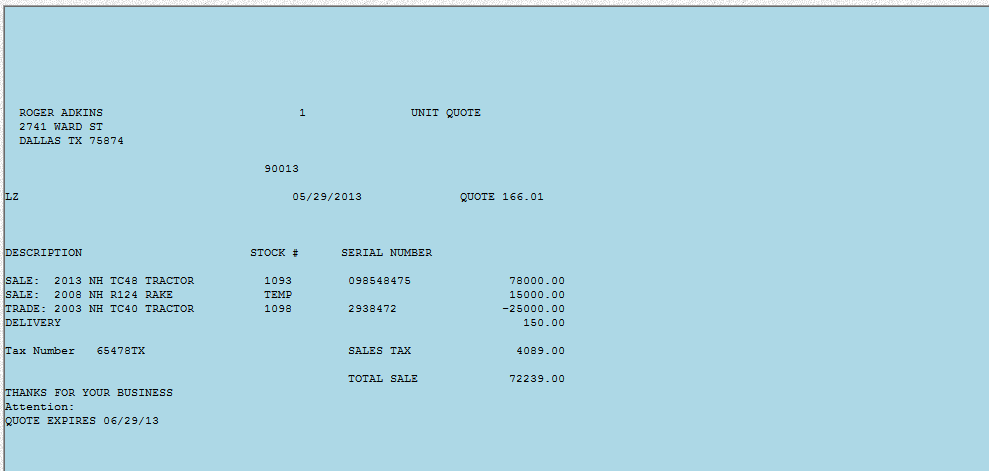 ROGER ADKINS 1 UNIT QUOTE
2741 WARD ST
DALLAS TX 75874
90013
LZ 05/29/2013 QUOTE 166.01
DESCRIPTION STOCK # SERIAL NUMBER
SALE: 2013 NH TC48 TRACTOR 1093 098548475 78000.00
SALE: 2008 NH R124 RAKE TEMP 15000.00
TRADE: 2003 NH TC40 TRACTOR 1098 2938472 -25000.00
DELIVERY 150.00
Tax Number 65478TX SALES TAX 4089.00
TOTAL SALE 72239.00
THANKS FOR YOUR BUSINESS
Attention:
QUOTE EXPIRES 06/29/13